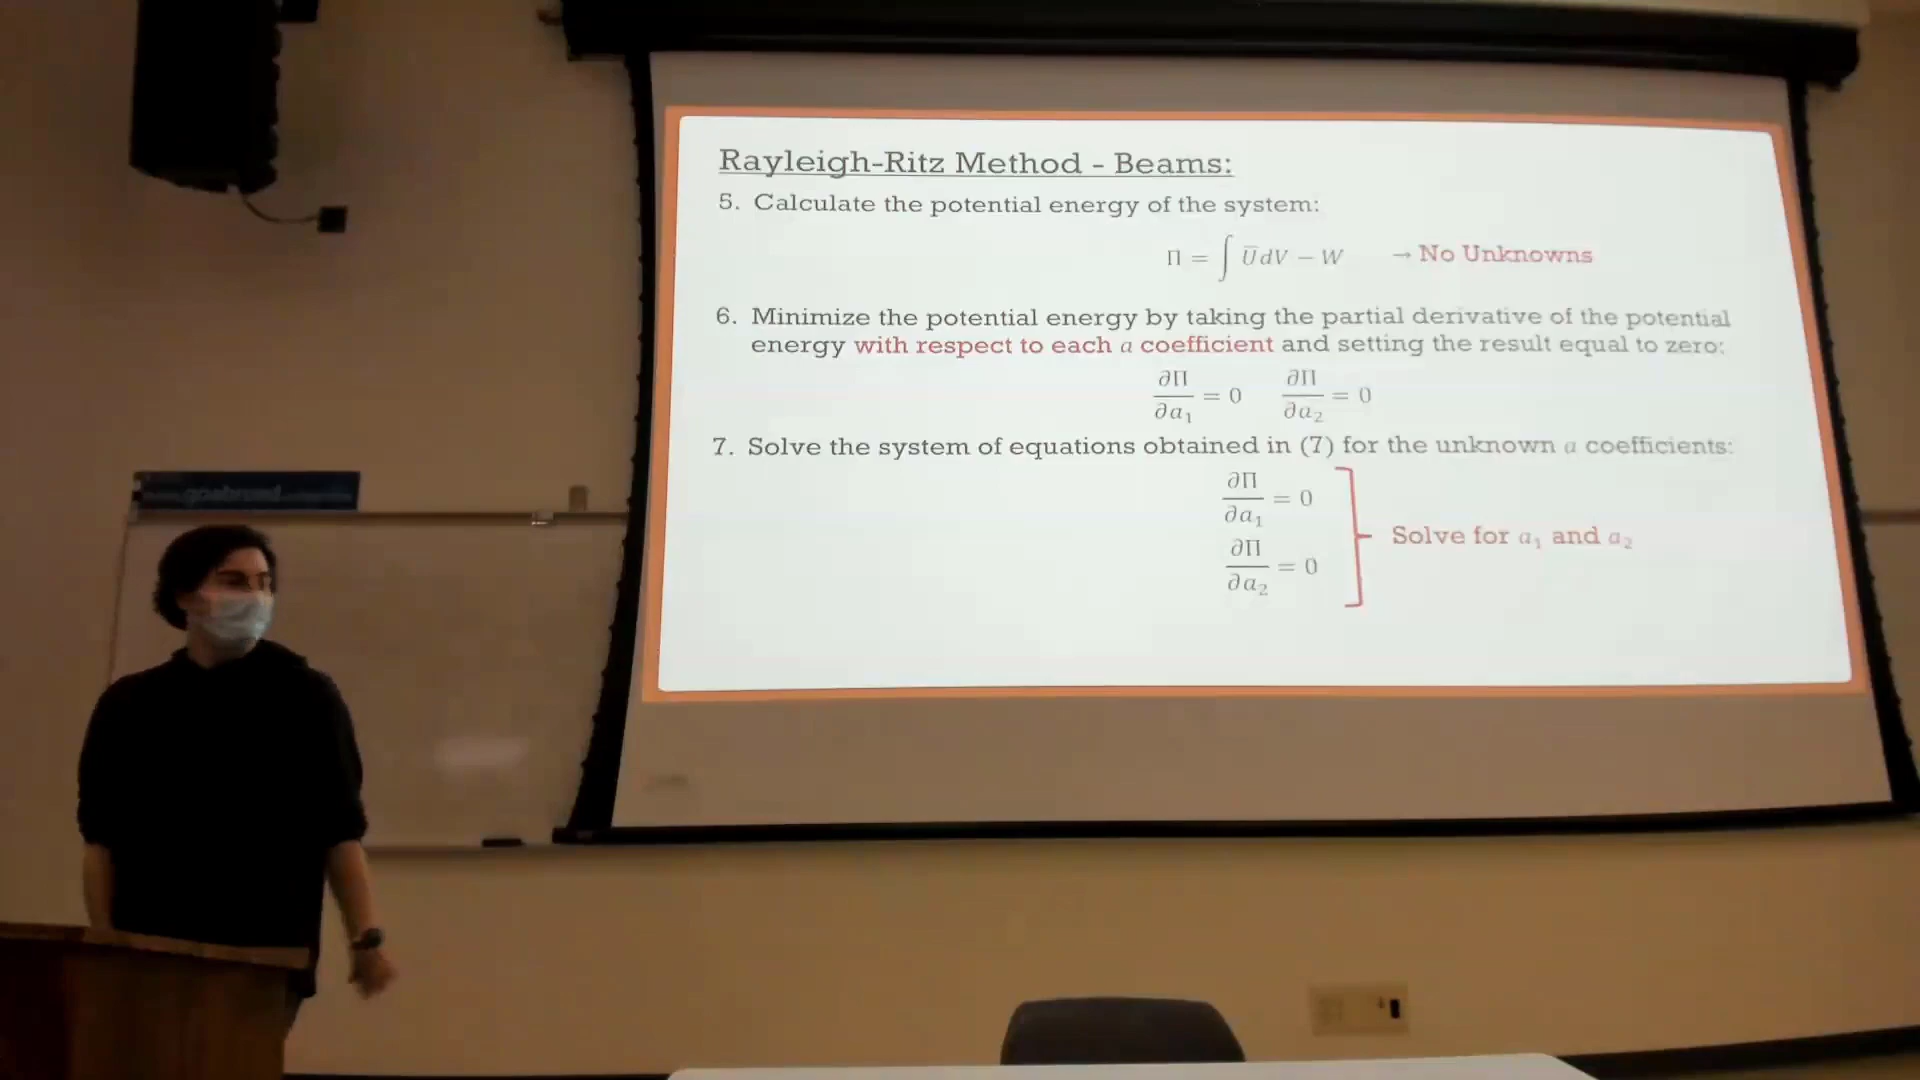 Rayleigh-Ritz Method - Beams:
5. Calculate the potential energy of the system:
Π = ∫ U̅dV − W → No Unknowns
6. Minimize the potential energy by taking the partial derivative of the potential
energy with respect to each a coefficient and setting the result equal to zero:
∂Π/∂a₁ = 0 ∂Π/∂a₂ = 0
7. Solve the system of equations obtained in (7) for the unknown a coefficients:
∂Π/∂a₁ = 0
∂Π/∂a₂ = 0
Solve for a₁ and a₂
goabroad